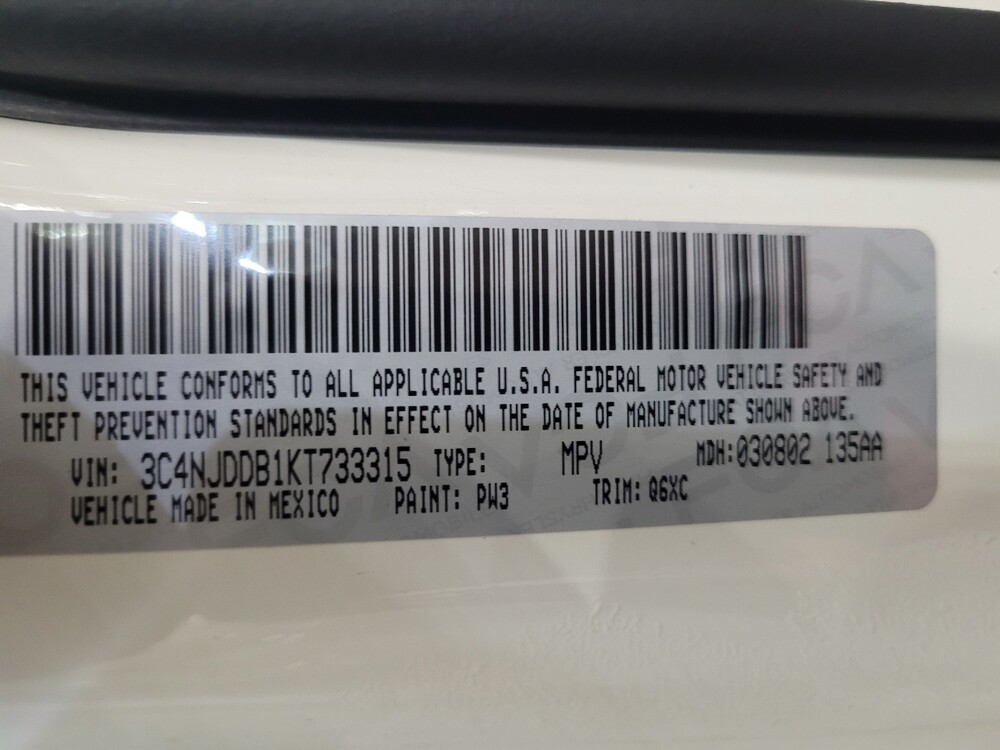 THIS VEHICLE CONFORMS TO ALL APPLICABLE U.S.A. FEDERAL MOTOR VEHICLE SAFETY AND
THEFT PREVENTION STANDARDS IN EFFECT ON THE DATE OF MANUFACTURE SHOWN ABOVE.
VIN: 3C4NJDDB1KT733315 TYPE: MPV MDH:030802 135AA
VEHICLE MADE IN MEXICO PAINT: PW3 TRIM: Q6XC